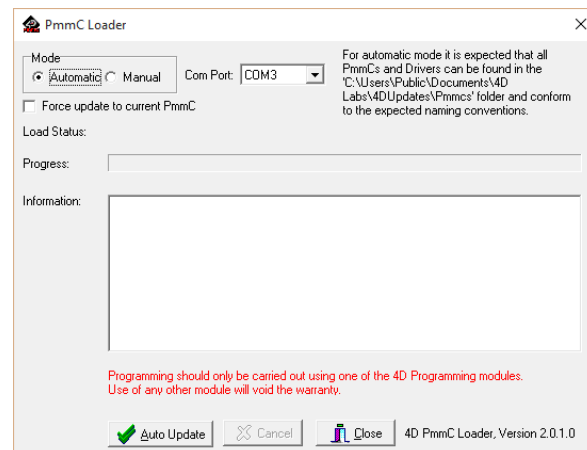 PmmC Loader
Mode
Automatic Manual
Com Port: COM3
For automatic mode it is expected that all
PmmCs and Drivers can be found in the
'C:\Users\Public\Documents\4D
Labs\4DUpdates\Pmmcs' folder and conform
to the expected naming conventions.
Force update to current PmmC
Load Status:
Progress:
Information:
Programming should only be carried out using one of the 4D Programming modules.
Use of any other module will void the warranty.
Auto Update Cancel Close 4D PmmC Loader, Version 2.0.1.0